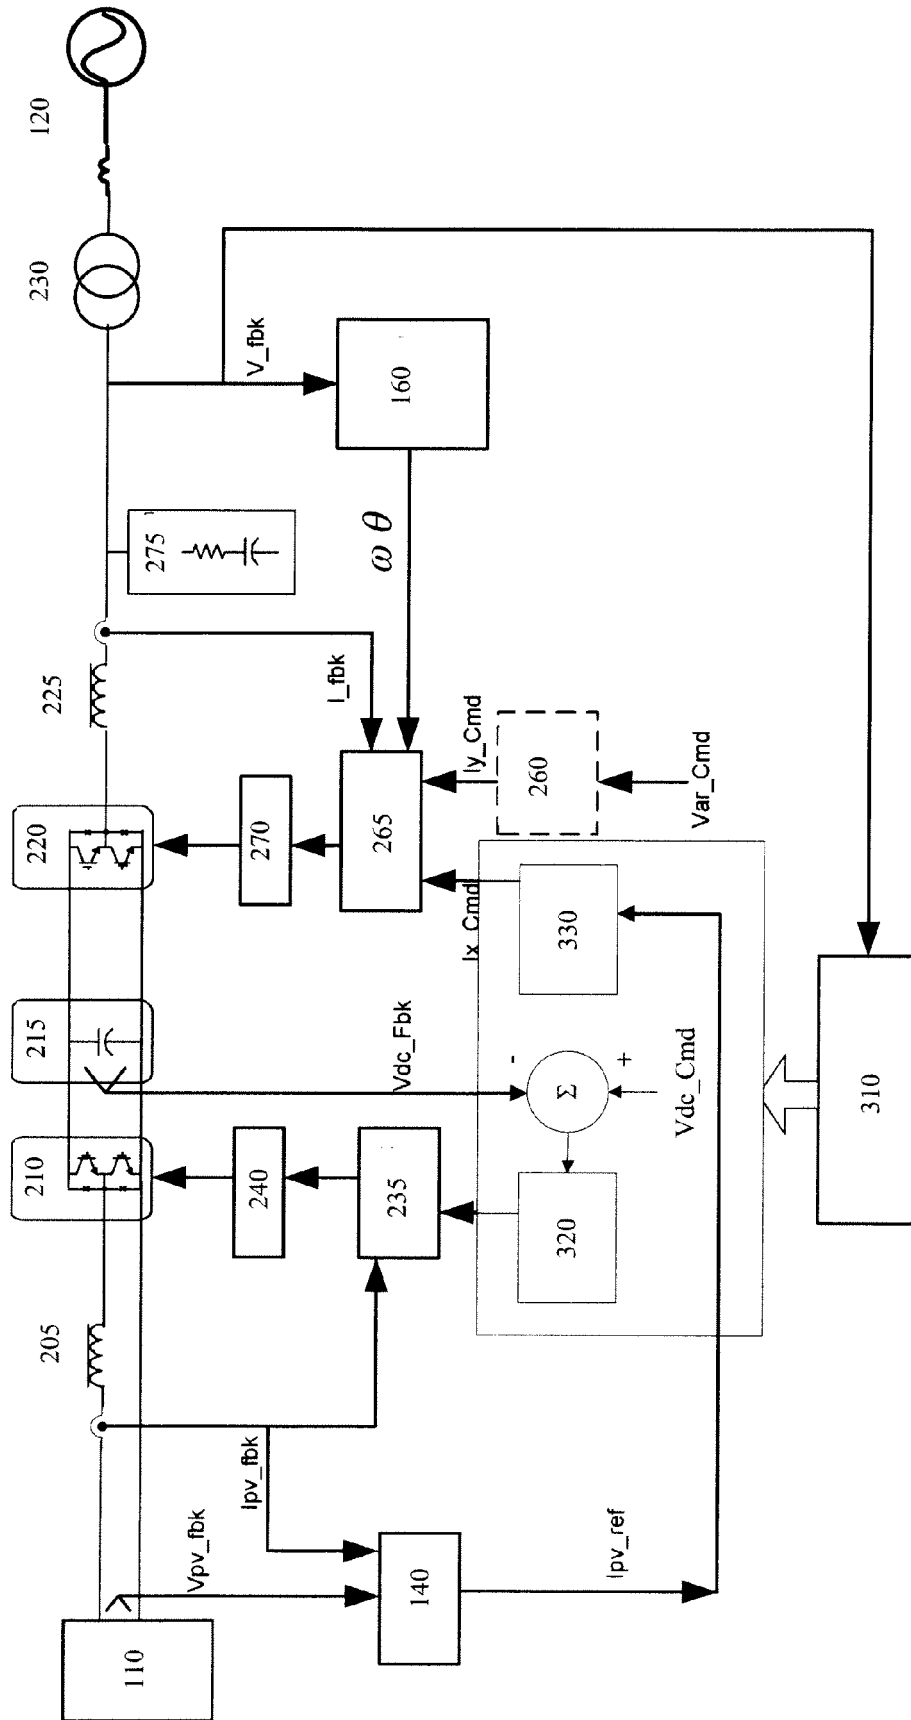 110
205
210
215
220
225
230
120
275
Vpv_fbk
Ipv_fbk
Vdc_Fbk
I_fbk
V_fbk
ω θ
140
240
235
270
265
160
Ipv_ref
320
Σ
-
+
Vdc_Cmd
330
Ix_Cmd
Iy_Cmd
260
Var_Cmd
310